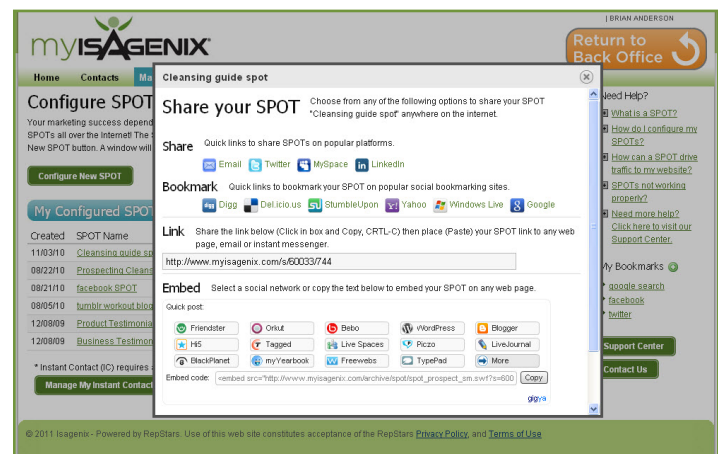 | BRIAN ANDERSON
myISAGENIX
Return to
Back Office
Home Contacts Ma
Configure SPOT
Your marketing success depend
SPOTs all over the Internet! The
New SPOT button. A window will
Configure New SPOT
My Configured SPOT
Created SPOT Name
11/03/10 Cleansing guide sp
08/22/10 Prospecting Cleans
08/21/10 facebook SPOT
08/05/10 tumblr workout blog
12/08/09 Product Testimonia
12/08/09 Business Testimon
* Instant Contact (IC) requires a
Manage My Instant Contact
Cleansing guide spot
Share your SPOT
Choose from any of the following options to share your SPOT
"Cleansing guide spot" anywhere on the internet.
Share Quick links to share SPOTs on popular platforms.
Email Twitter MySpace LinkedIn
Bookmark Quick links to bookmark your SPOT on popular social bookmarking sites.
Digg Del.icio.us StumbleUpon Yahoo Windows Live Google
Link Share the link below (Click in box and Copy, CRTL-C) then place (Paste) your SPOT link to any web
page, email or instant messenger.
http://www.myisagenix.com/s/60033/744
Embed Select a social network or copy the text below to embed your SPOT on any web page.
Quick post:
Friendster Orkut Bebo WordPress Blogger
Hi5 Tagged Live Spaces Piczo LiveJournal
BlackPlanet myYearbook Freewebs TypePad More
Embed code: <embed src="http://www.myisagenix.com/archive/spot/spot_prospect_sm.swf?s=600 Copy
gigya
Need Help?
What is a SPOT?
How do I configure my
SPOTs?
How can a SPOT drive
traffic to my website?
SPOTs not working
properly?
Need more help?
Click here to visit our
Support Center.
My Bookmarks
google search
facebook
twitter
Support Center
Contact Us
© 2011 Isagenix - Powered by RepStars. Use of this web site constitutes acceptance of the RepStars Privacy Policy, and Terms of Use